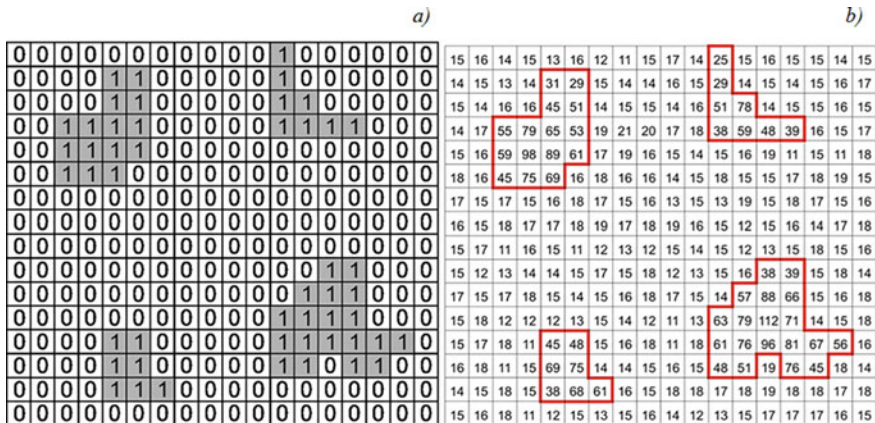 a)
0 0 0 0 0 0 0 0 0 0 0 1 0 0 0 0 0 0
0 0 0 0 1 1 0 0 0 0 0 1 0 0 0 0 0 0
0 0 0 0 1 1 0 0 0 0 0 1 1 0 0 0 0 0
0 0 1 1 1 1 0 0 0 0 0 1 1 1 1 0 0 0
0 0 1 1 1 1 0 0 0 0 0 0 0 0 0 0 0 0
0 0 1 1 1 0 0 0 0 0 0 0 0 0 0 0 0 0
0 0 0 0 0 0 0 0 0 0 0 0 0 0 0 0 0 0
0 0 0 0 0 0 0 0 0 0 0 0 0 0 0 0 0 0
0 0 0 0 0 0 0 0 0 0 0 0 0 0 0 0 0 0
0 0 0 0 0 0 0 0 0 0 0 0 0 1 1 0 0 0
0 0 0 0 0 0 0 0 0 0 0 0 1 1 1 0 0 0
0 0 0 0 0 0 0 0 0 0 0 1 1 1 1 0 0 0
0 0 0 0 1 1 0 0 0 0 0 1 1 1 1 1 1 0
0 0 0 0 1 1 0 0 0 0 0 1 1 0 1 1 0 0
0 0 0 0 1 1 1 0 0 0 0 0 0 0 0 0 0 0
0 0 0 0 0 0 0 0 0 0 0 0 0 0 0 0 0 0
b)
15 16 14 15 13 16 12 11 15 17 14 25 15 16 15 15 14 15
14 15 13 14 31 29 15 14 14 14 15 29 14 15 14 15 16 17
15 14 16 16 45 51 14 15 15 14 16 51 78 14 15 15 16 15
14 17 55 79 65 53 19 21 20 17 18 38 59 48 39 16 15 17
15 16 59 98 89 61 17 19 16 15 14 15 16 19 11 15 11 18
18 16 45 75 69 16 18 16 16 14 15 18 15 15 17 18 19 15
17 15 17 15 16 18 17 15 16 13 15 13 19 15 18 17 15 16
16 15 18 17 17 18 19 17 18 19 16 15 12 15 16 14 17 18
15 17 11 16 15 11 12 13 12 15 14 15 12 13 15 18 15 16
15 12 13 14 14 15 17 15 18 12 13 15 16 38 39 15 18 14
17 15 17 18 15 14 15 16 18 17 15 14 57 88 66 15 16 18
15 18 12 12 12 13 15 14 12 11 13 63 79 112 71 14 15 18
15 17 18 11 45 48 15 16 18 11 18 61 76 96 81 67 56 16
16 18 11 15 69 75 14 14 15 15 16 48 51 19 76 45 18 14
14 15 18 15 38 68 61 16 15 18 18 17 18 19 18 18 17 18
15 16 18 11 12 15 13 15 16 14 12 13 15 17 17 17 16 15